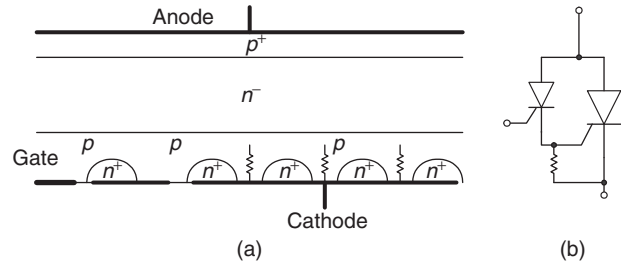 Anode
p+
n−
p p p
Gate
n+ n+ n+ n+ n+
Cathode
(a) (b)